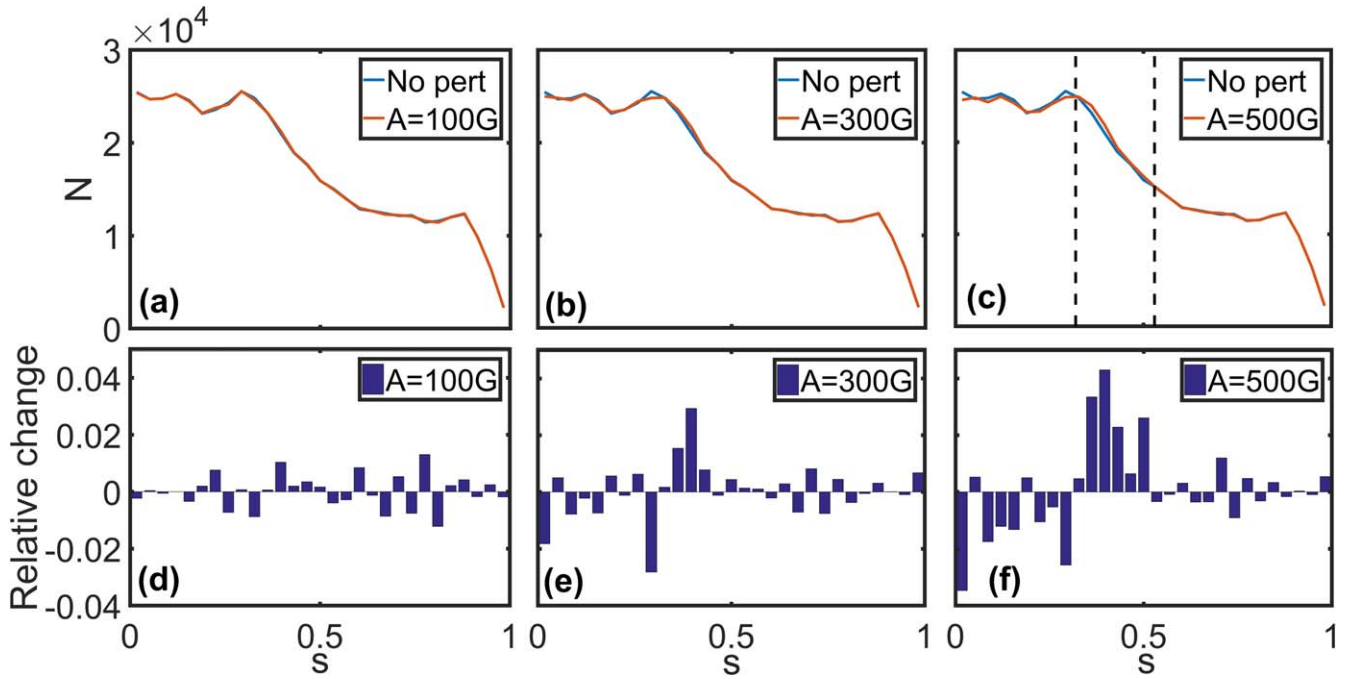 ×10⁴
3
2
1
0
N
No pert
A=100G
(a)
No pert
A=300G
(b)
No pert
A=500G
(c)
Relative change
0.04
0.02
0
-0.02
-0.04
A=100G
(d)
A=300G
(e)
A=500G
(f)
0 0.5 1
s
0.5 1
s
0.5 1
s